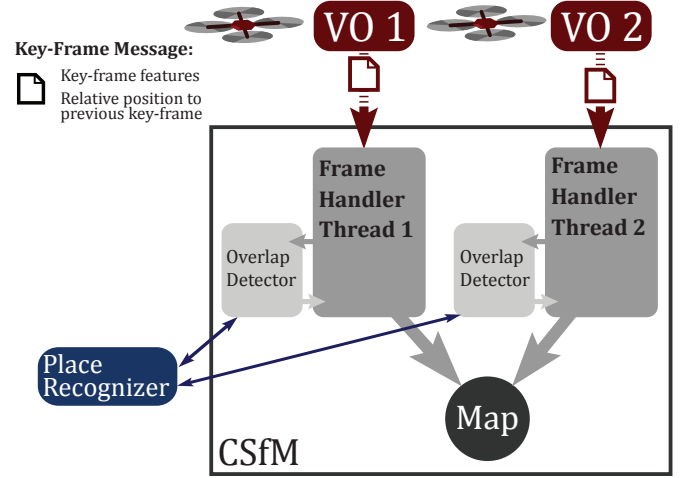 VO 1
VO 2
Key-Frame Message:
Key-frame features
Relative position to
previous key-frame
Frame
Handler
Thread 1
Frame
Handler
Thread 2
Overlap
Detector
Overlap
Detector
Place
Recognizer
Map
CSfM